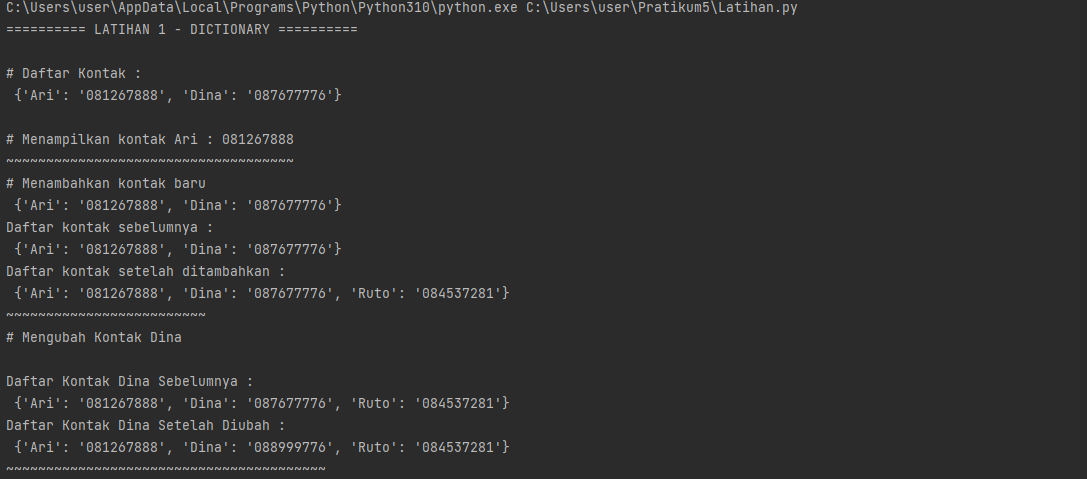 C:\Users\user\AppData\Local\Programs\Python\Python310\python.exe C:\Users\user\Pratikum5\Latihan.py
========== LATIHAN 1 - DICTIONARY ==========
# Daftar Kontak :
 {'Ari': '081267888', 'Dina': '087677776'}
# Menampilkan kontak Ari : 081267888
~~~~~~~~~~~~~~~~~~~~~~~~~~~~~~~~~~~~
# Menambahkan kontak baru
 {'Ari': '081267888', 'Dina': '087677776'}
Daftar kontak sebelumnya :
 {'Ari': '081267888', 'Dina': '087677776'}
Daftar kontak setelah ditambahkan :
 {'Ari': '081267888', 'Dina': '087677776', 'Ruto': '084537281'}
~~~~~~~~~~~~~~~~~~~~~~~~~
# Mengubah Kontak Dina
Daftar Kontak Dina Sebelumnya :
 {'Ari': '081267888', 'Dina': '087677776', 'Ruto': '084537281'}
Daftar Kontak Dina Setelah Diubah :
 {'Ari': '081267888', 'Dina': '088999776', 'Ruto': '084537281'}
~~~~~~~~~~~~~~~~~~~~~~~~~~~~~~~~~~~~~~~~